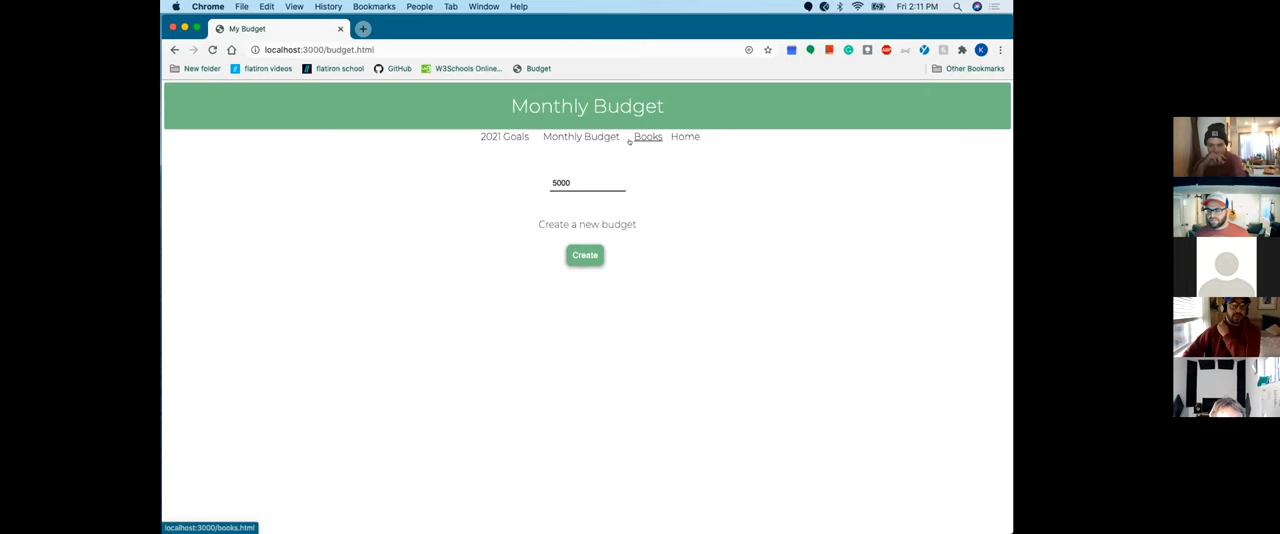 Chrome File Edit View History Bookmarks People Tab Window Help Fri 2:11 PM
My Budget
localhost:3000/budget.html K
New folder flatiron videos flatiron school GitHub W3Schools Online... Budget Other Bookmarks
Monthly Budget
2021 Goals Monthly Budget Books Home
5000
Create a new budget
Create
localhost:3000/books.html